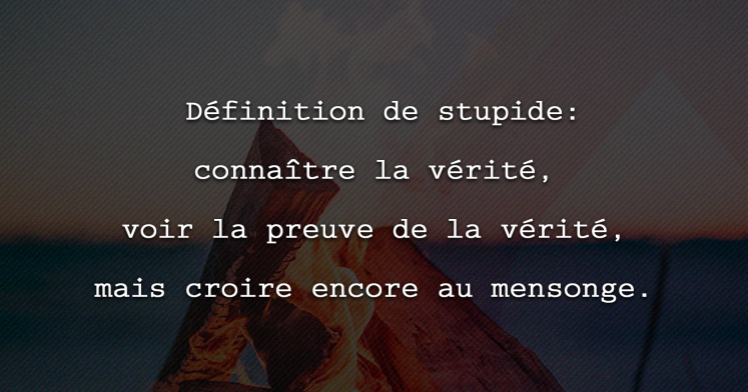 Définition de stupide:
connaître la vérité,
voir la preuve de la vérité,
mais croire encore au mensonge.